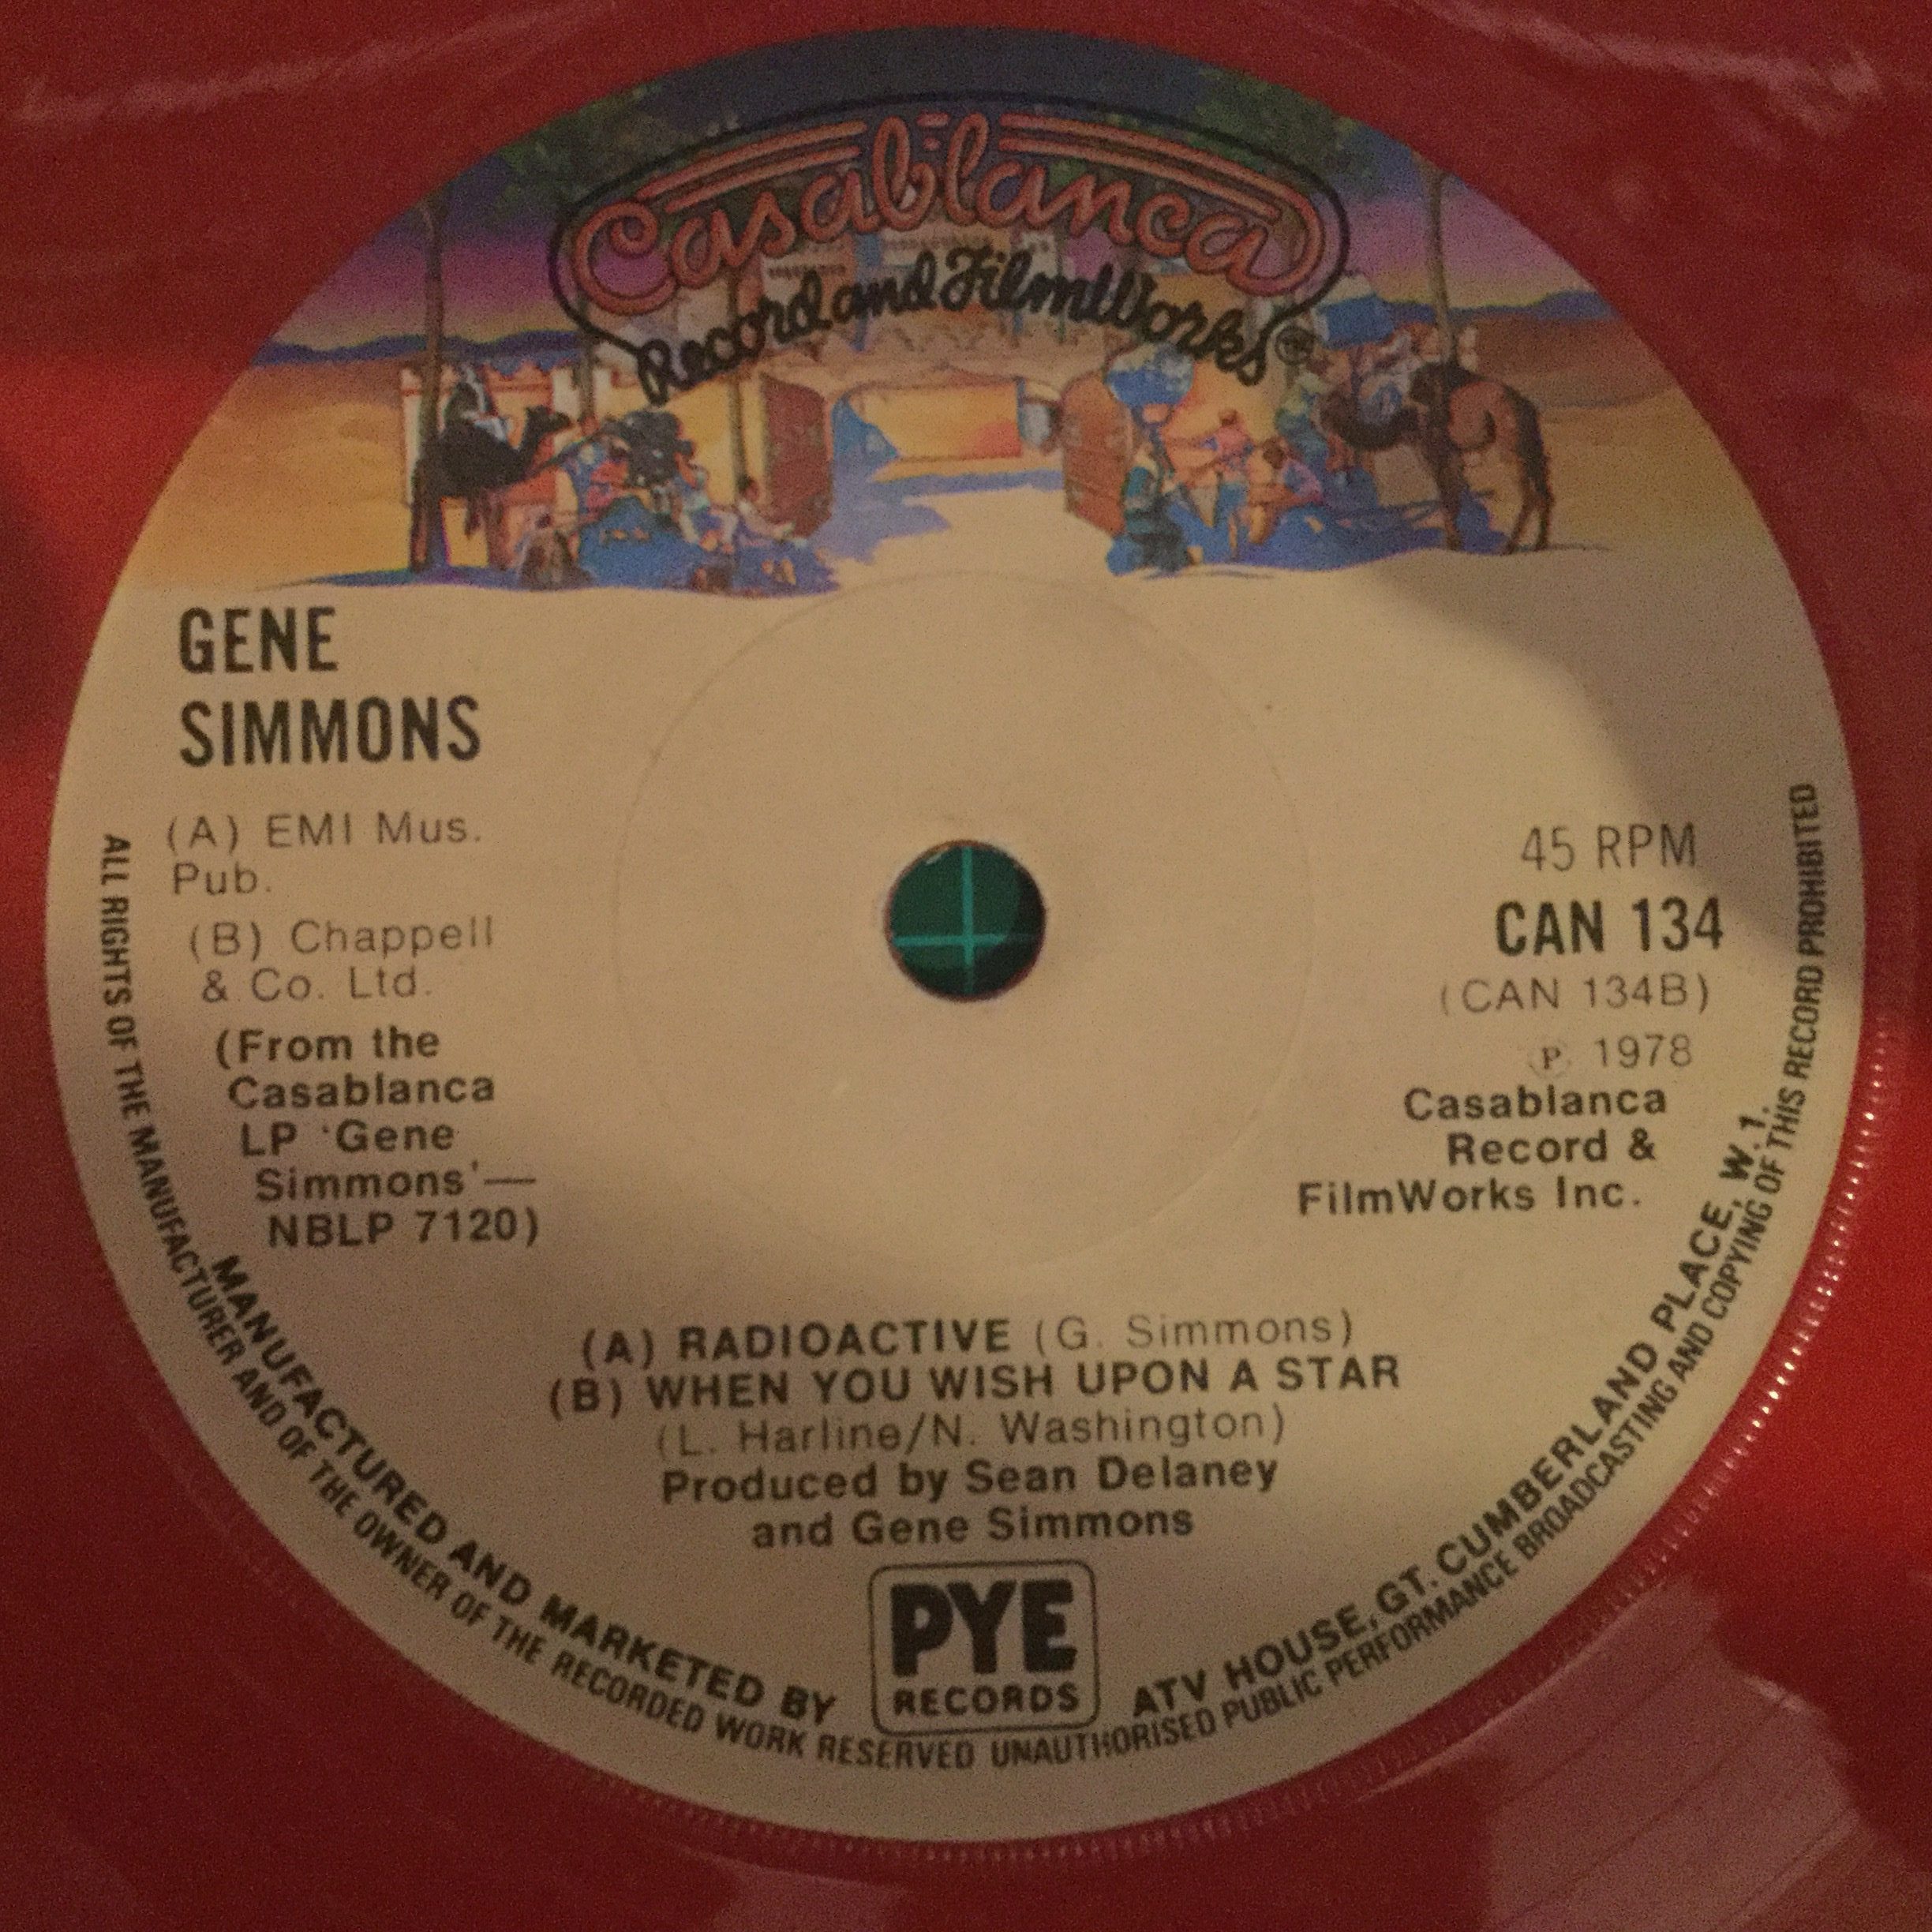 Casablanca
Record and FilmWorks
GENE
SIMMONS
(A) EMI Mus.
Pub.
(B) Chappell
& Co. Ltd.
(From the
Casablanca
LP 'Gene
Simmons'—
NBLP 7120)
45 RPM
CAN 134
(CAN 134B)
℗ 1978
Casablanca
Record &
FilmWorks Inc.
(A) RADIOACTIVE (G. Simmons)
(B) WHEN YOU WISH UPON A STAR
(L. Harline/N. Washington)
Produced by Sean Delaney
and Gene Simmons
MANUFACTURED AND MARKETED BY PYE RECORDS ATV HOUSE, GT. CUMBERLAND PLACE, W.1.
ALL RIGHTS OF THE MANUFACTURER AND OF THE OWNER OF THE RECORDED WORK RESERVED UNAUTHORISED PUBLIC PERFORMANCE BROADCASTING AND COPYING OF THIS RECORD PROHIBITED